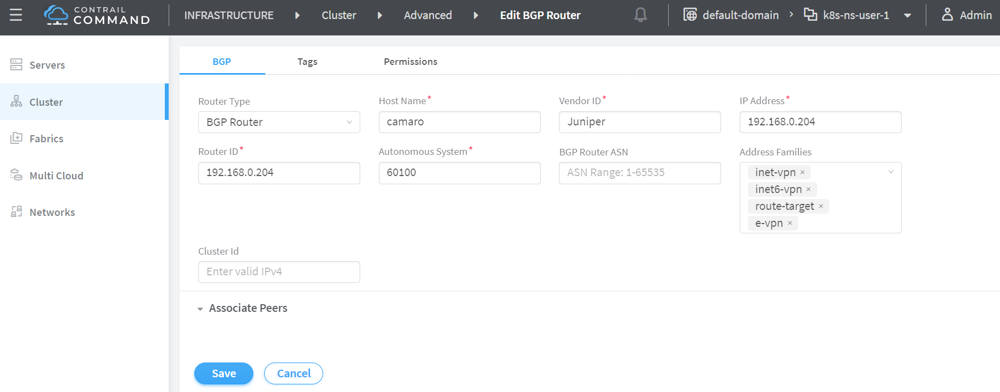 CONTRAIL
COMMAND
INFRASTRUCTURE
Cluster
Advanced
Edit BGP Router
default-domain
k8s-ns-user-1
Admin
Servers
Cluster
Fabrics
Multi Cloud
Networks
BGP
Tags
Permissions
Router Type
Host Name*
Vendor ID*
IP Address*
BGP Router
camaro
Juniper
192.168.0.204
Router ID*
Autonomous System*
BGP Router ASN
Address Families
192.168.0.204
60100
ASN Range: 1-65535
inet-vpn ×
inet6-vpn ×
route-target ×
e-vpn ×
Cluster Id
Enter valid IPv4
Associate Peers
Save
Cancel